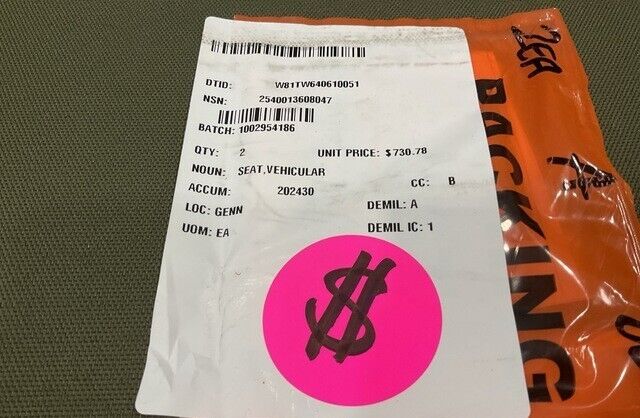 DTID: W81TW640610051
NSN: 2540013608047
BATCH: 1002954186
QTY: 2 UNIT PRICE: $730.78
NOUN: SEAT,VEHICULAR
ACCUM: 202430 CC: B
LOC: GENN DEMIL: A
UOM: EA DEMIL IC: 1
$
2EA
PACKING